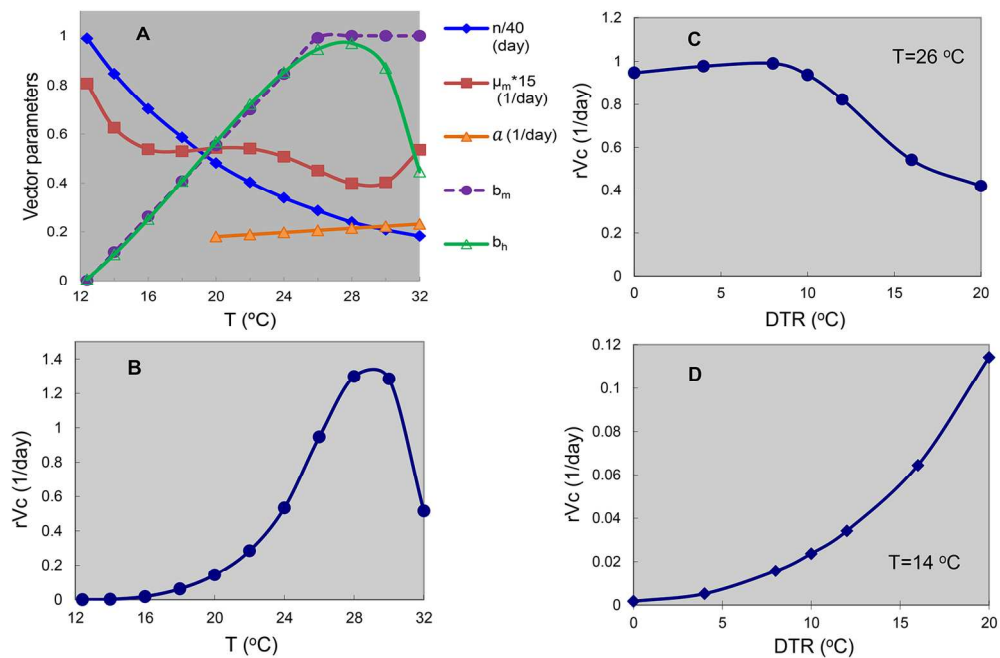 A
Vector parameters
1
0.8
0.6
0.4
0.2
0
12
16
20
24
28
32
T (ºC)
n/40
(day)
μm*15
(1/day)
a (1/day)
bm
bh
B
rVc (1/day)
1.4
1.2
1
0.8
0.6
0.4
0.2
0
12 14 16 18 20 22 24 26 28 30 32
T (°C)
C
T=26 °C
rVc (1/day)
1.2
1
0.8
0.6
0.4
0.2
0
0
5
10
15
20
DTR (°C)
D
T=14 °C
rVc (1/day)
0.12
0.1
0.08
0.06
0.04
0.02
0
0
5
10
15
20
DTR (°C)